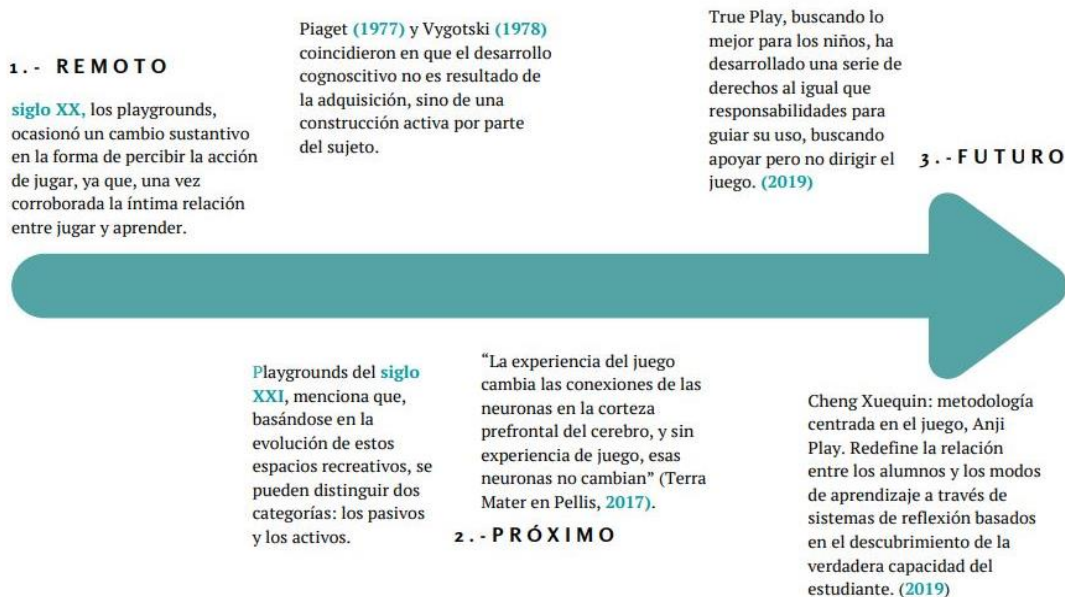 1.- REMOTO
siglo XX, los playgrounds,
ocasionó un cambio sustantivo
en la forma de percibir la acción
de jugar, ya que, una vez
corroborada la íntima relación
entre jugar y aprender.
Piaget (1977) y Vygotski (1978)
coincidieron en que el desarrollo
cognoscitivo no es resultado de
la adquisición, sino de una
construcción activa por parte
del sujeto.
True Play, buscando lo
mejor para los niños, ha
desarrollado una serie de
derechos al igual que
responsabilidades para
guiar su uso, buscando
apoyar pero no dirigir el
juego. (2019)
3.-FUTURO
Playgrounds del siglo
XXI, menciona que,
basándose en la
evolución de estos
espacios recreativos, se
pueden distinguir dos
categorías: los pasivos
y los activos.
“La experiencia del juego
cambia las conexiones de las
neuronas en la corteza
prefrontal del cerebro, y sin
experiencia de juego, esas
neuronas no cambian” (Terra
Mater en Pellis, 2017).
2.-PRÓXIMO
Cheng Xuequin: metodología
centrada en el juego, Anji
Play. Redefine la relación
entre los alumnos y los modos
de aprendizaje a través de
sistemas de reflexión basados
en el descubrimiento de la
verdadera capacidad del
estudiante. (2019)